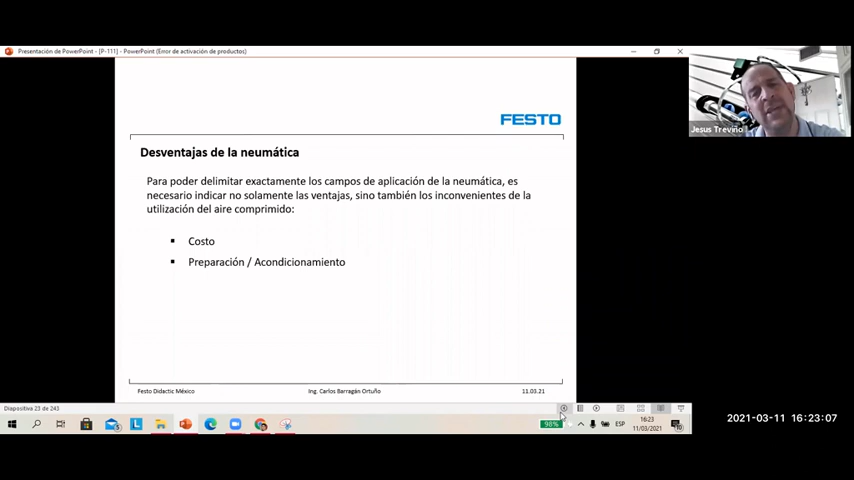 Presentación de PowerPoint - [P-111] - PowerPoint (Error de activación de productos)
FESTO
Jesus Treviño
Desventajas de la neumática
Para poder delimitar exactamente los campos de aplicación de la neumática, es
necesario indicar no solamente las ventajas, sino también los inconvenientes de la
utilización del aire comprimido:
▪ Costo
▪ Preparación / Acondicionamiento
Festo Didactic México
Ing. Carlos Barragán Ortuño
11.03.21
Diapositiva 23 de 243
98%
ESP
16:23
11/03/2021
2021-03-11 16:23:07